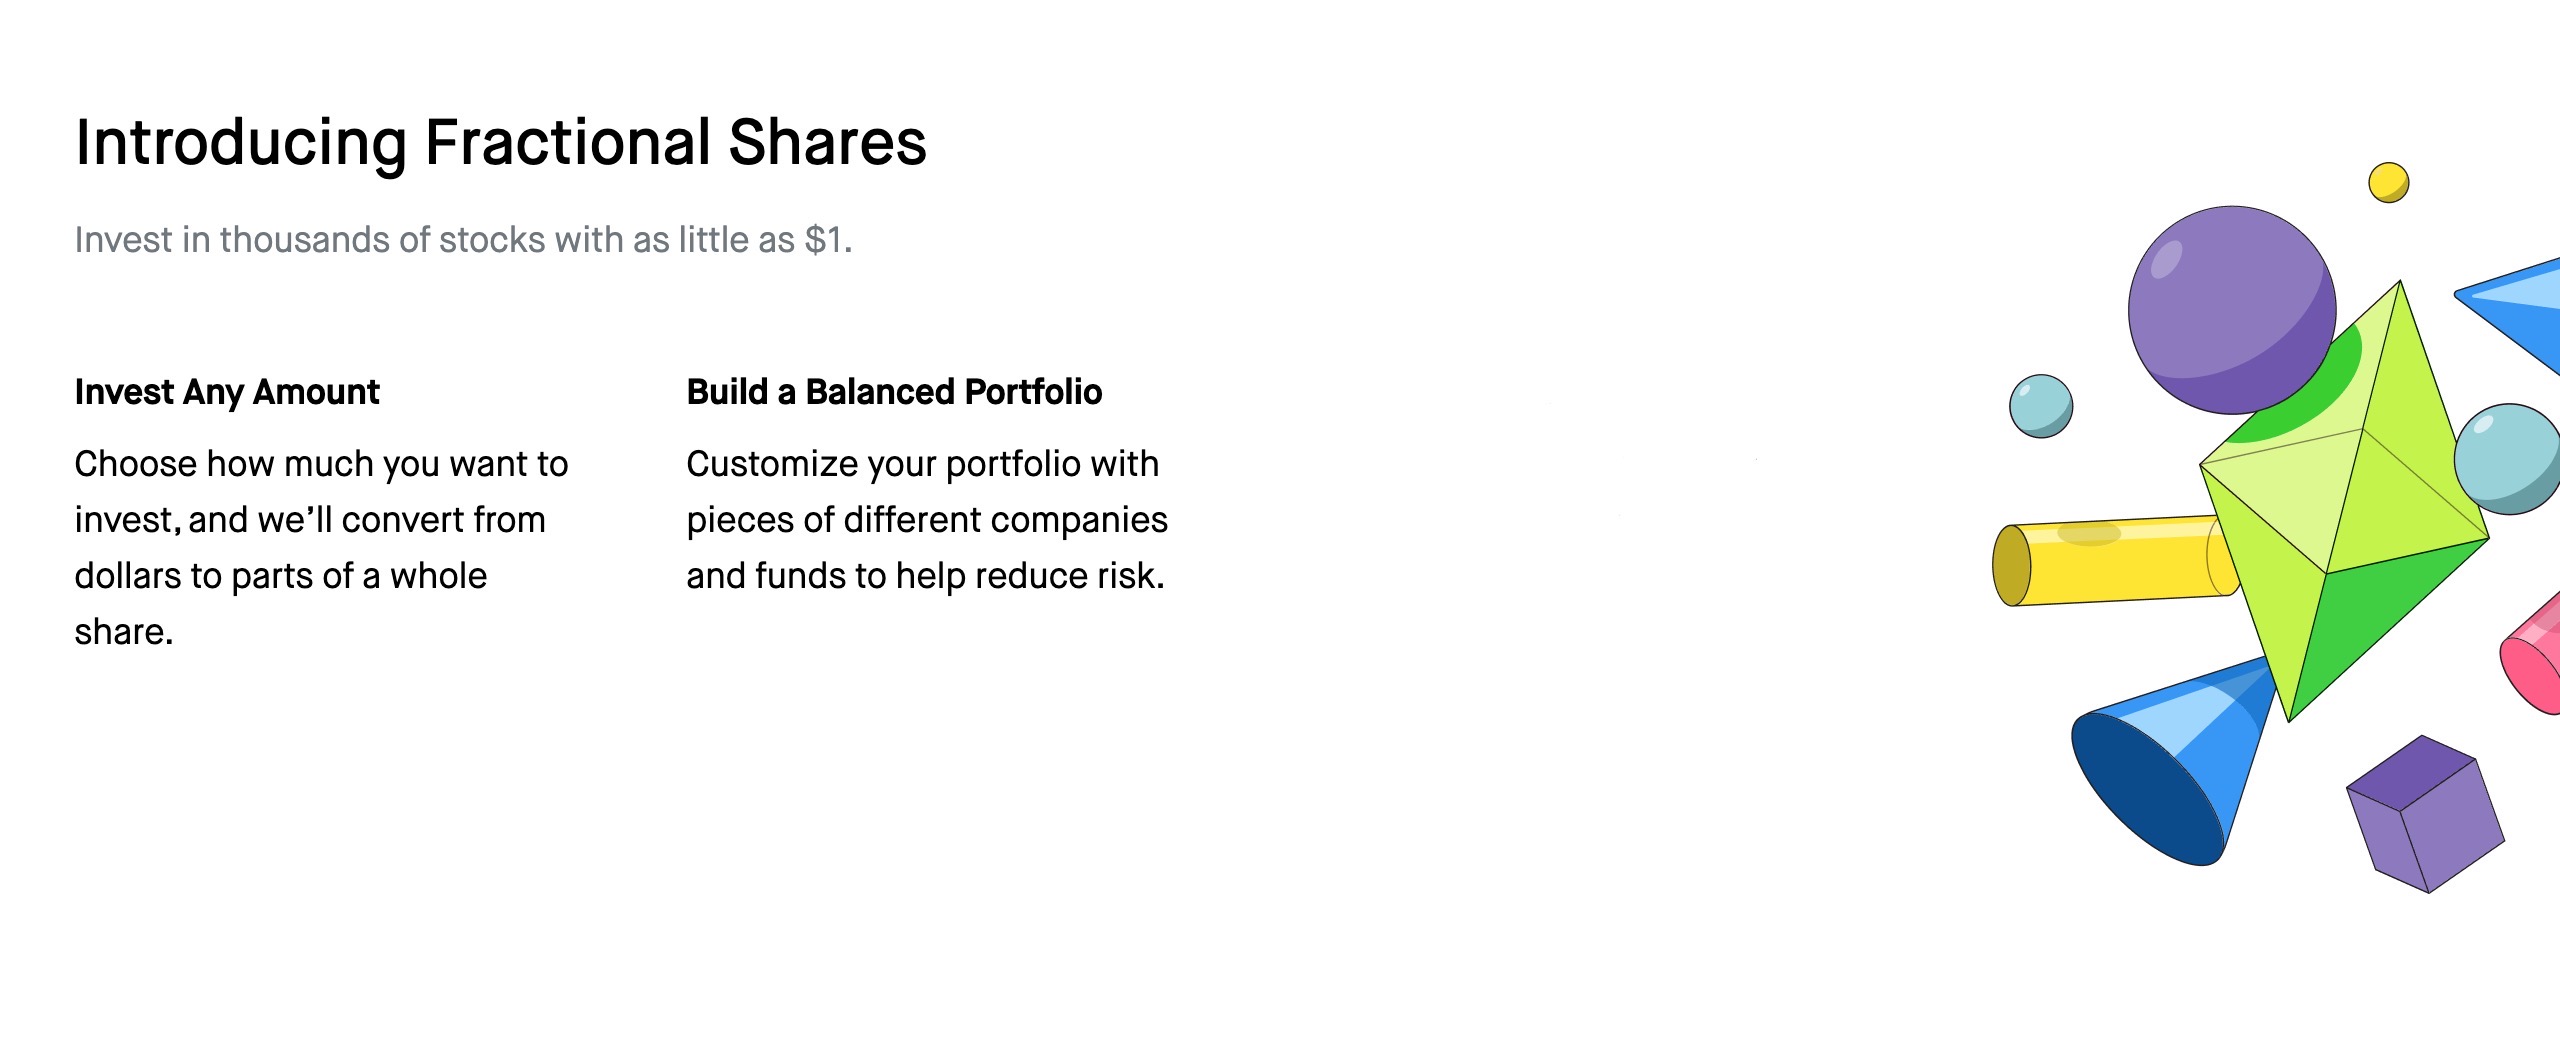 Introducing Fractional Shares
Invest in thousands of stocks with as little as $1.
Invest Any Amount
Choose how much you want to
invest, and we’ll convert from
dollars to parts of a whole
share.
Build a Balanced Portfolio
Customize your portfolio with
pieces of different companies
and funds to help reduce risk.